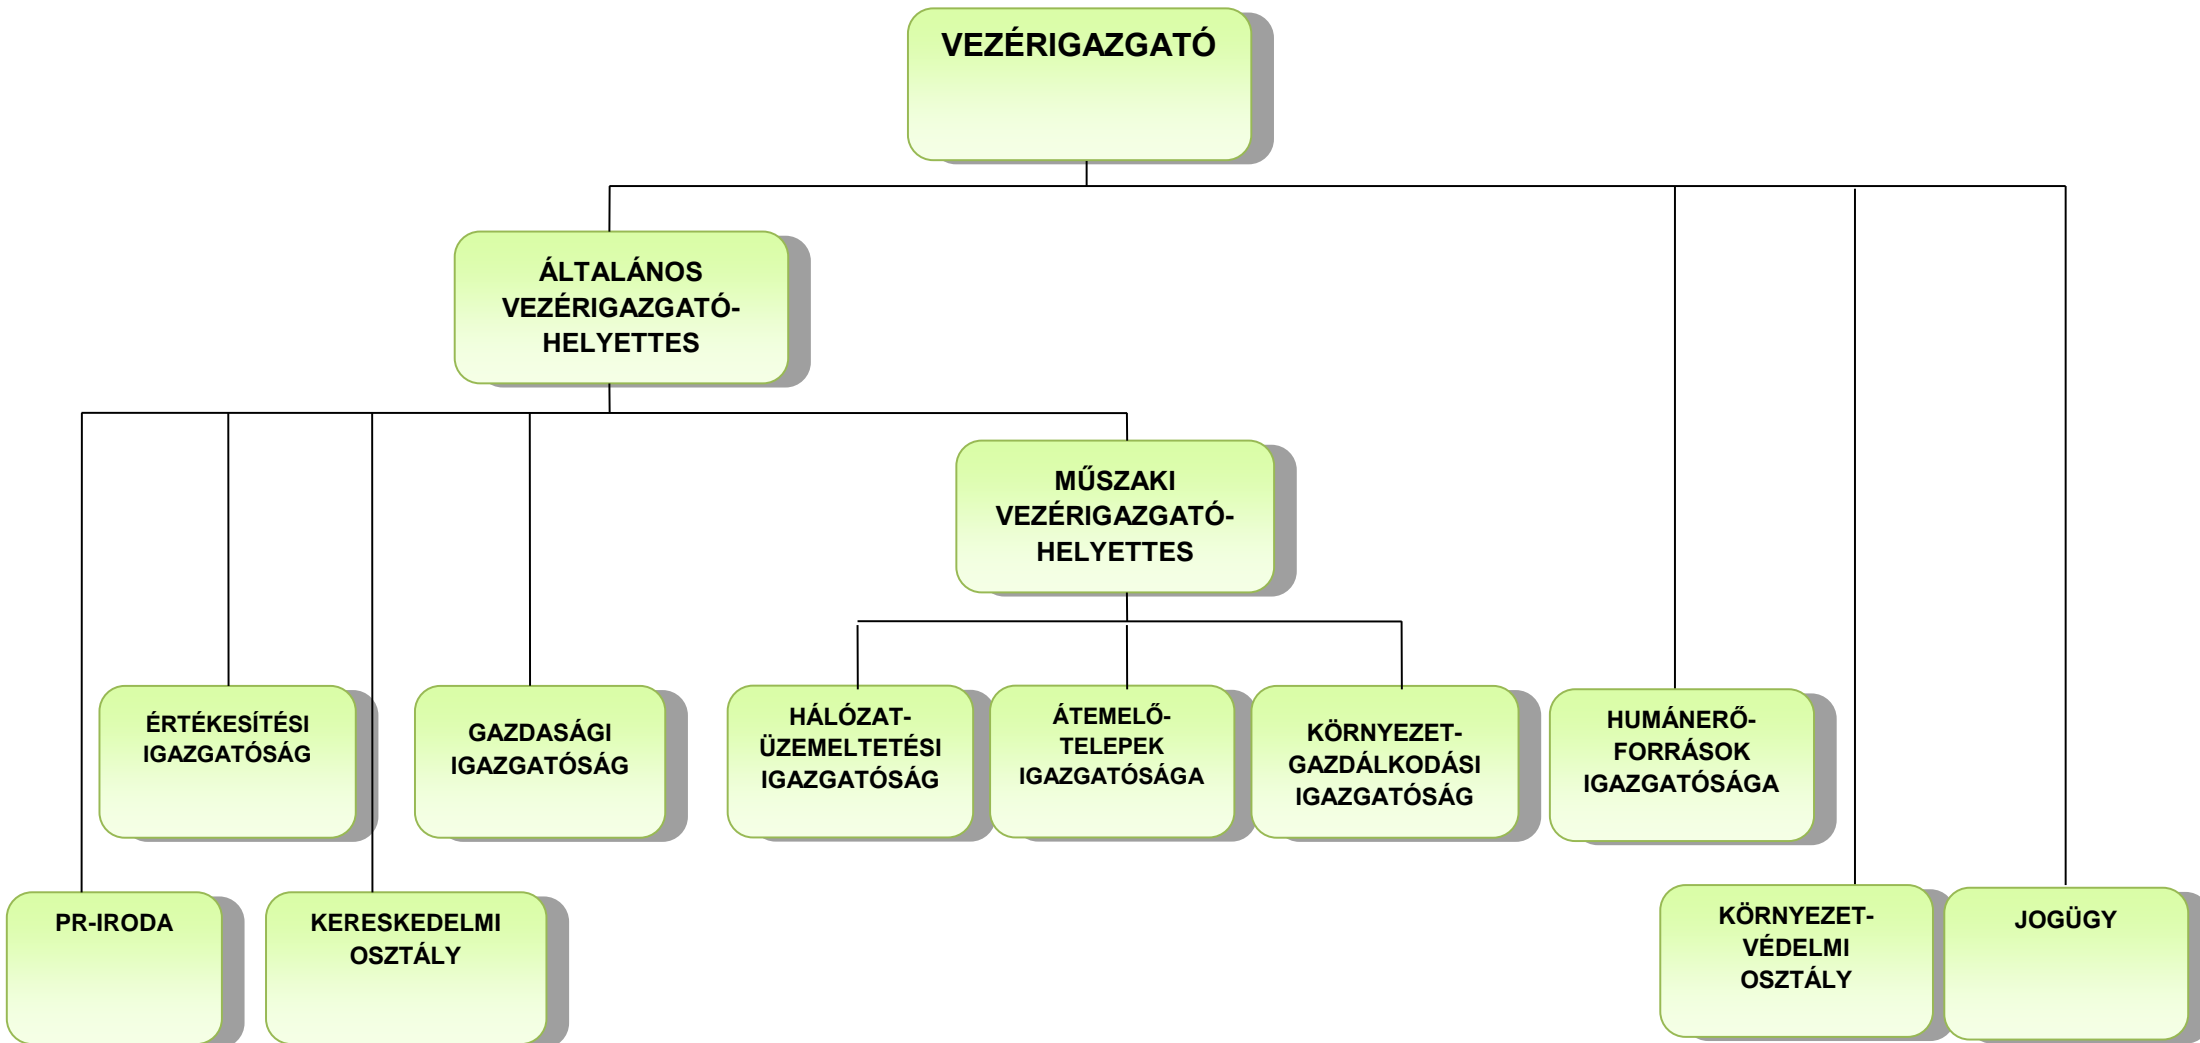 VEZÉRIGAZGATÓ
ÁLTALÁNOS
VEZÉRIGAZGATÓ-
HELYETTES
MŰSZAKI
VEZÉRIGAZGATÓ-
HELYETTES
ÉRTÉKESÍTÉSI
IGAZGATÓSÁG
GAZDASÁGI
IGAZGATÓSÁG
HÁLÓZAT-
ÜZEMELTETÉSI
IGAZGATÓSÁG
ÁTEMELŐ-
TELEPEK
IGAZGATÓSÁGA
KÖRNYEZET-
GAZDÁLKODÁSI
IGAZGATÓSÁG
HUMÁNERŐ-
FORRÁSOK
IGAZGATÓSÁGA
PR-IRODA
KERESKEDELMI
OSZTÁLY
KÖRNYEZET-
VÉDELMI
OSZTÁLY
JOGÜGY